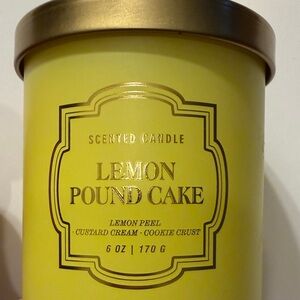 SCENTED CANDLE
LEMON
POUND CAKE
LEMON PEEL
· CUSTARD CREAM · COOKIE CRUST
6 OZ | 170 G